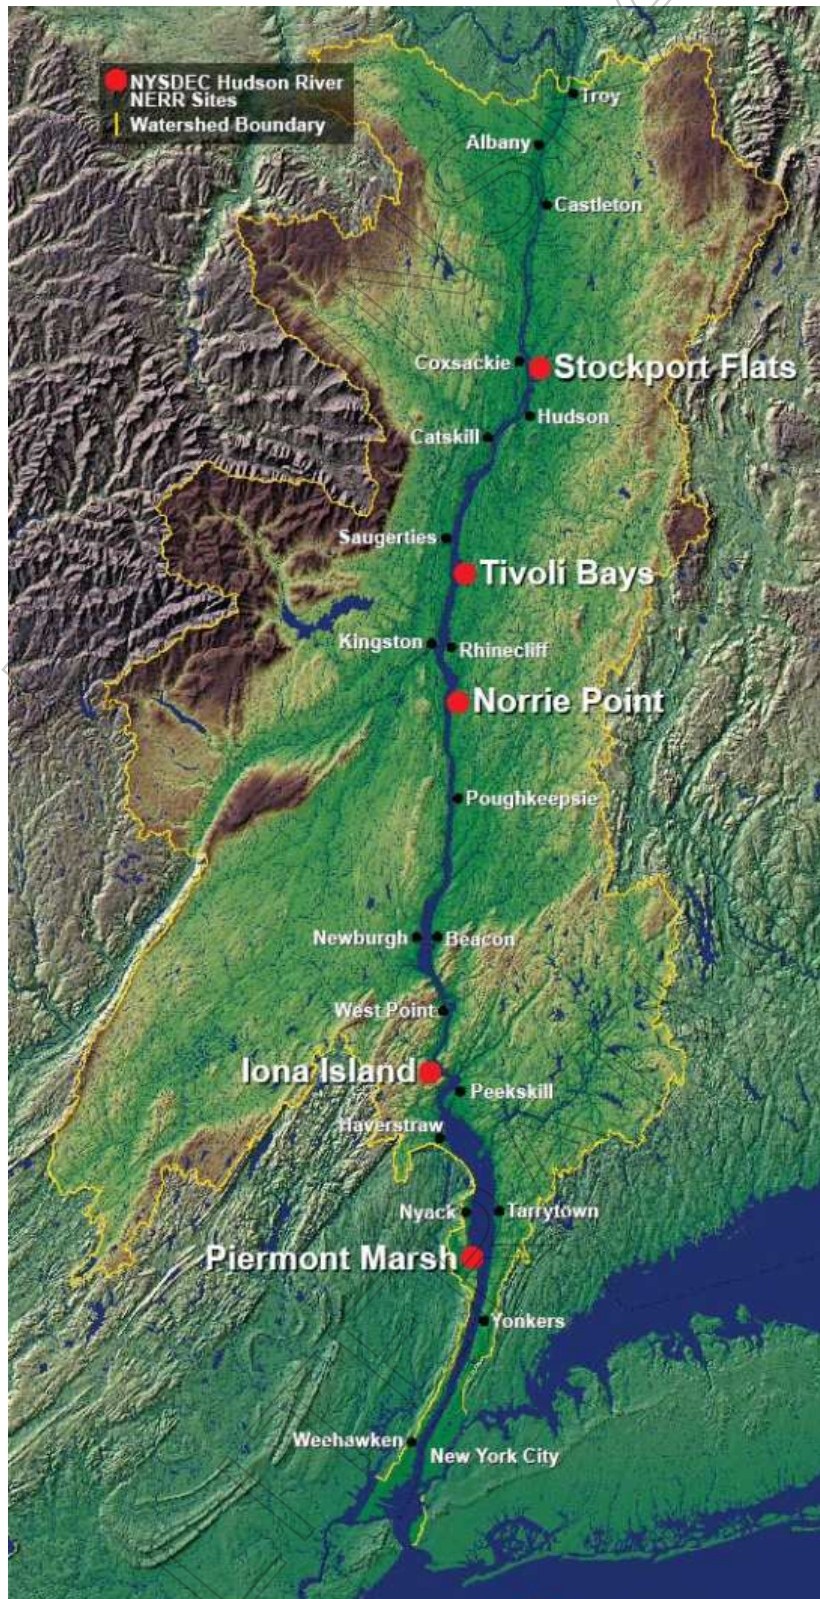 NYSDEC Hudson River
NERR Sites
Watershed Boundary
Troy
Albany
Castleton
Coxsackie
Stockport Flats
Hudson
Catskill
Saugerties
Tivoli Bays
Kingston
Rhinecliff
Norrie Point
Poughkeepsie
Newburgh
Beacon
West Point
Iona Island
Peekskill
Haverstraw
Nyack
Tarrytown
Piermont Marsh
Yonkers
Weehawken
New York City